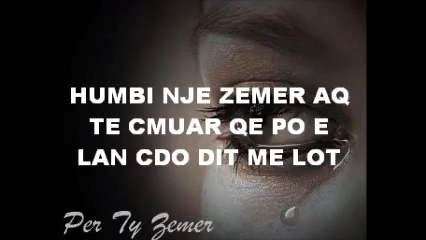 HUMBI NJE ZEMER AQ
TE CMUAR QE PO E
LAN CDO DIT ME LOT
Per Ty Zemer